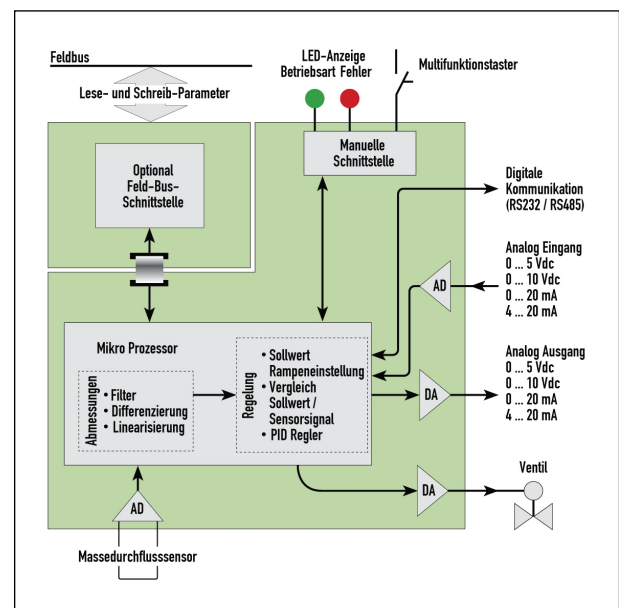 Feldbus
Lese- und Schreib-Parameter
LED-Anzeige
Betriebsart Fehler
Multifunktionstaster
Optional
Feld-Bus-
Schnittstelle
Manuelle
Schnittstelle
Digitale
Kommunikation
(RS232 / RS485)
Analog Eingang
0 ... 5 Vdc
0 ... 10 Vdc
0 ... 20 mA
4 ... 20 mA
AD
Mikro Prozessor
Abmessungen
• Filter
• Differenzierung
• Linearisierung
Regelung
• Sollwert
Rampeneinstellung
• Vergleich
Sollwert /
Sensorsignal
• PID Regler
Analog Ausgang
0 ... 5 Vdc
0 ... 10 Vdc
0 ... 20 mA
4 ... 20 mA
DA
DA
Ventil
AD
Massedurchflusssensor